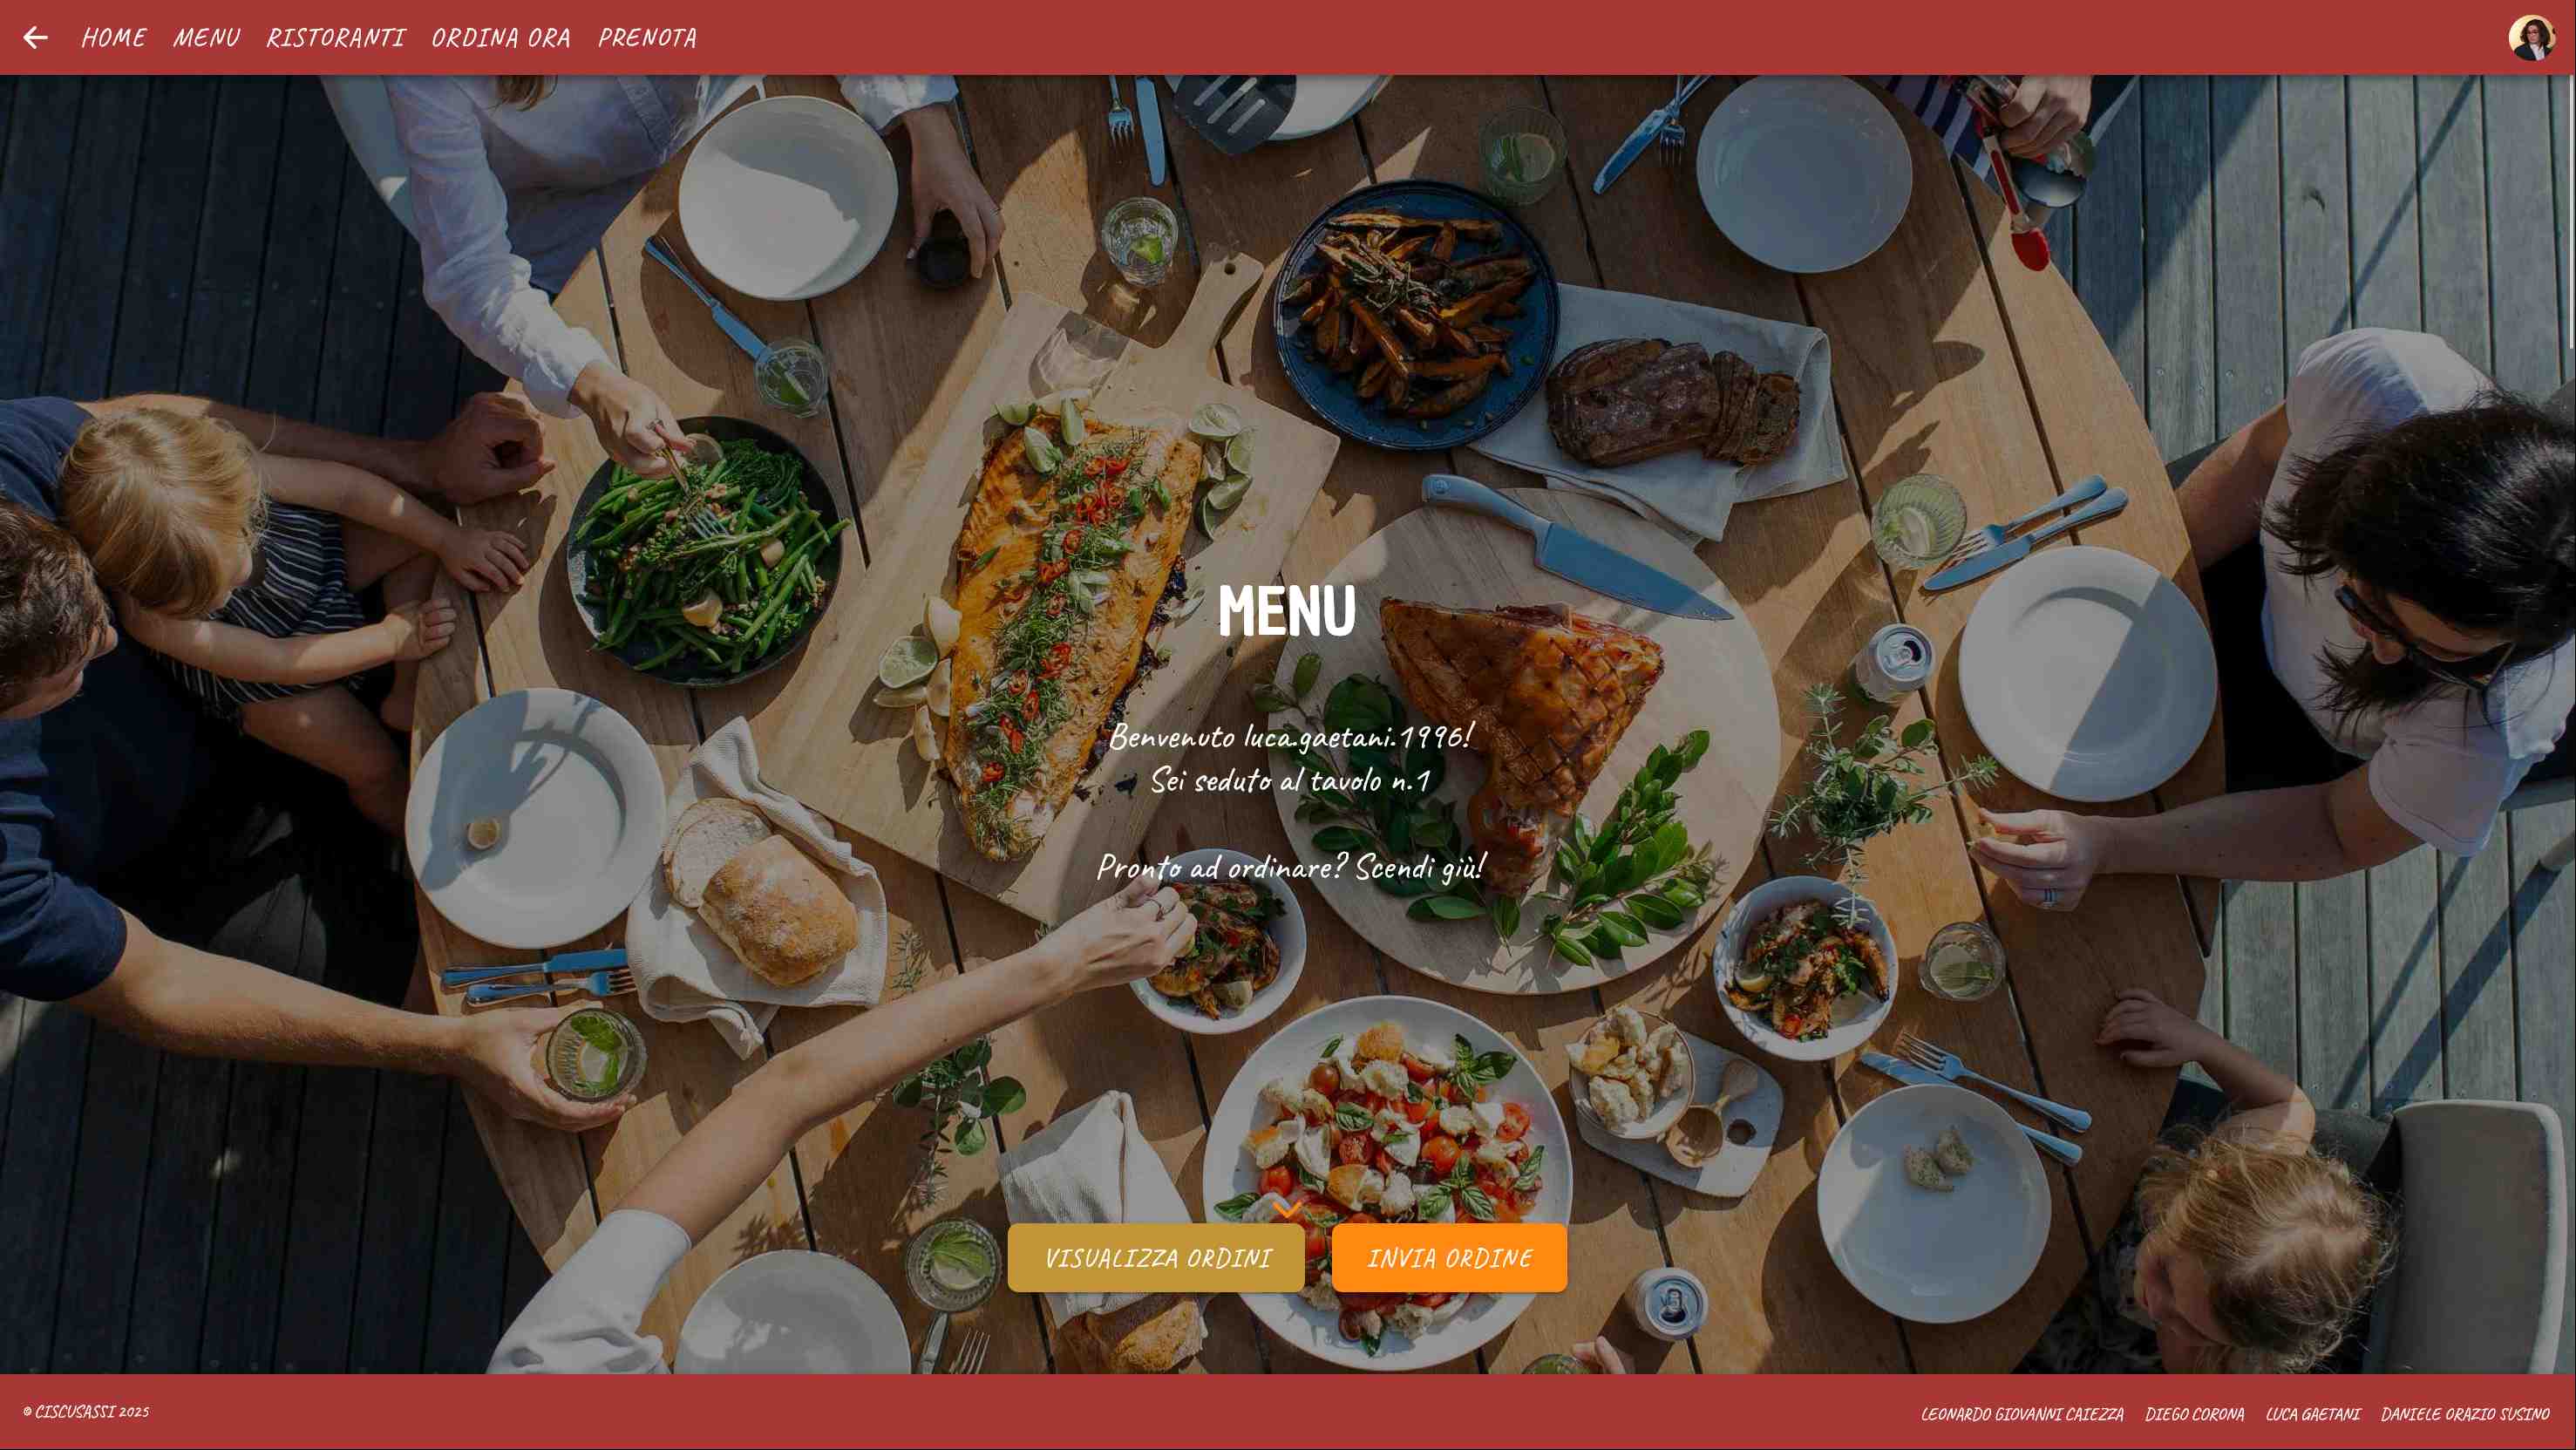 HOME MENU RISTORANTI ORDINA ORA PRENOTA
MENU
Benvenuto luca.gaetani.1996!
Sei seduto al tavolo n.1
Pronto ad ordinare? Scendi giù!
VISUALIZZA ORDINI INVIA ORDINE
© CISCUSASSI 2025 LEONARDO GIOVANNI CAIEZZA DIEGO CORONA LUCA GAETANI DANIELE ORAZIO SUSINO